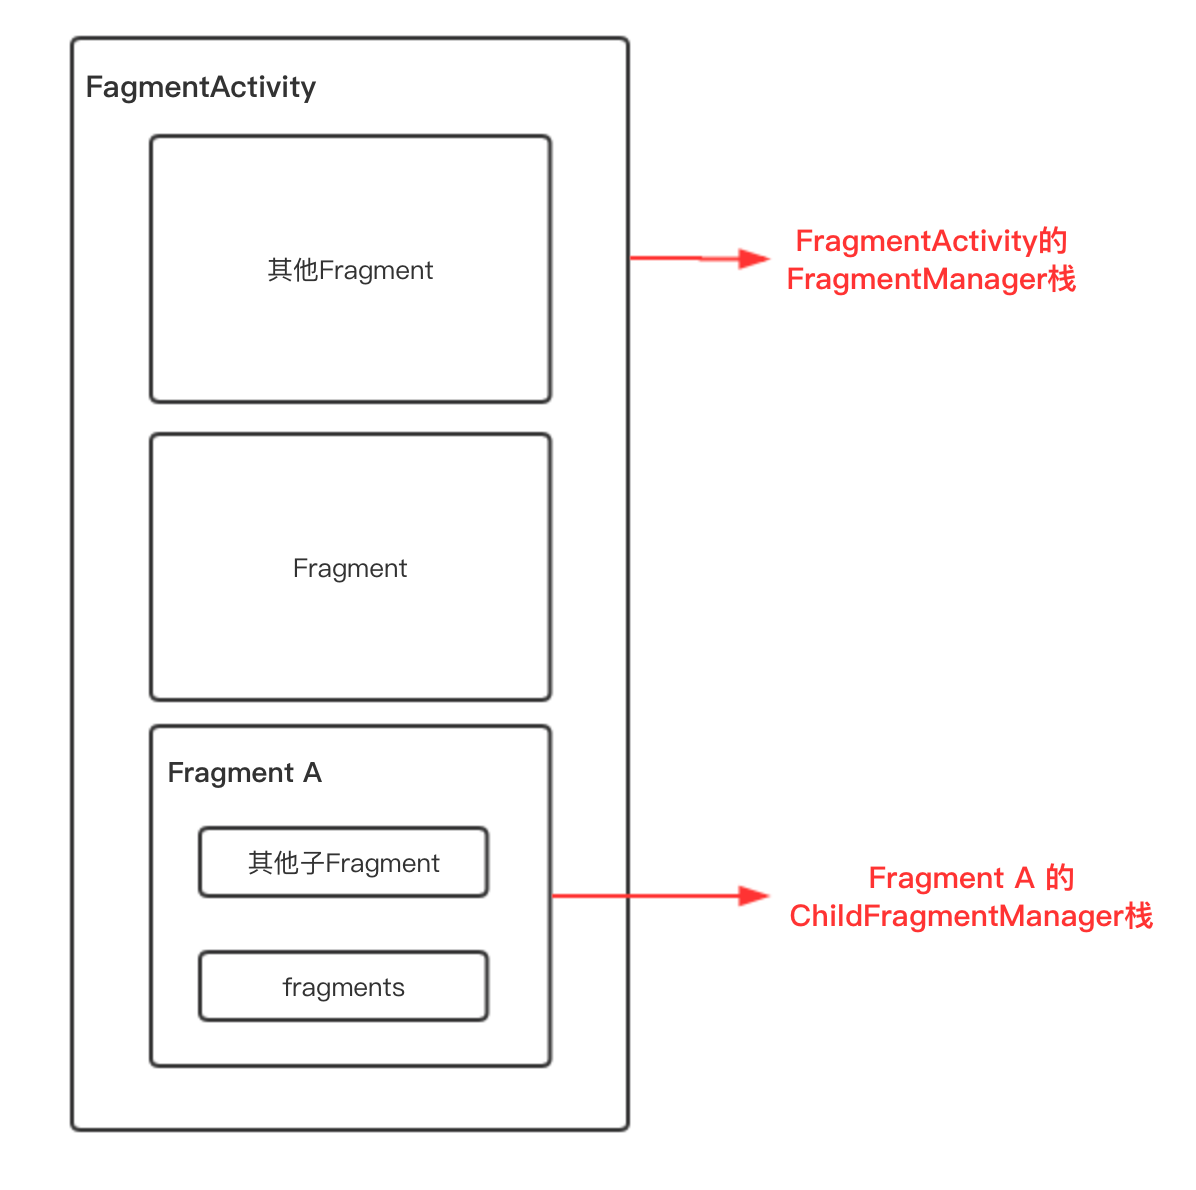 FagmentActivity
其他Fragment
FragmentActivity的
FragmentManager栈
Fragment
Fragment A
其他子Fragment
Fragment A 的
ChildFragmentManager栈
fragments